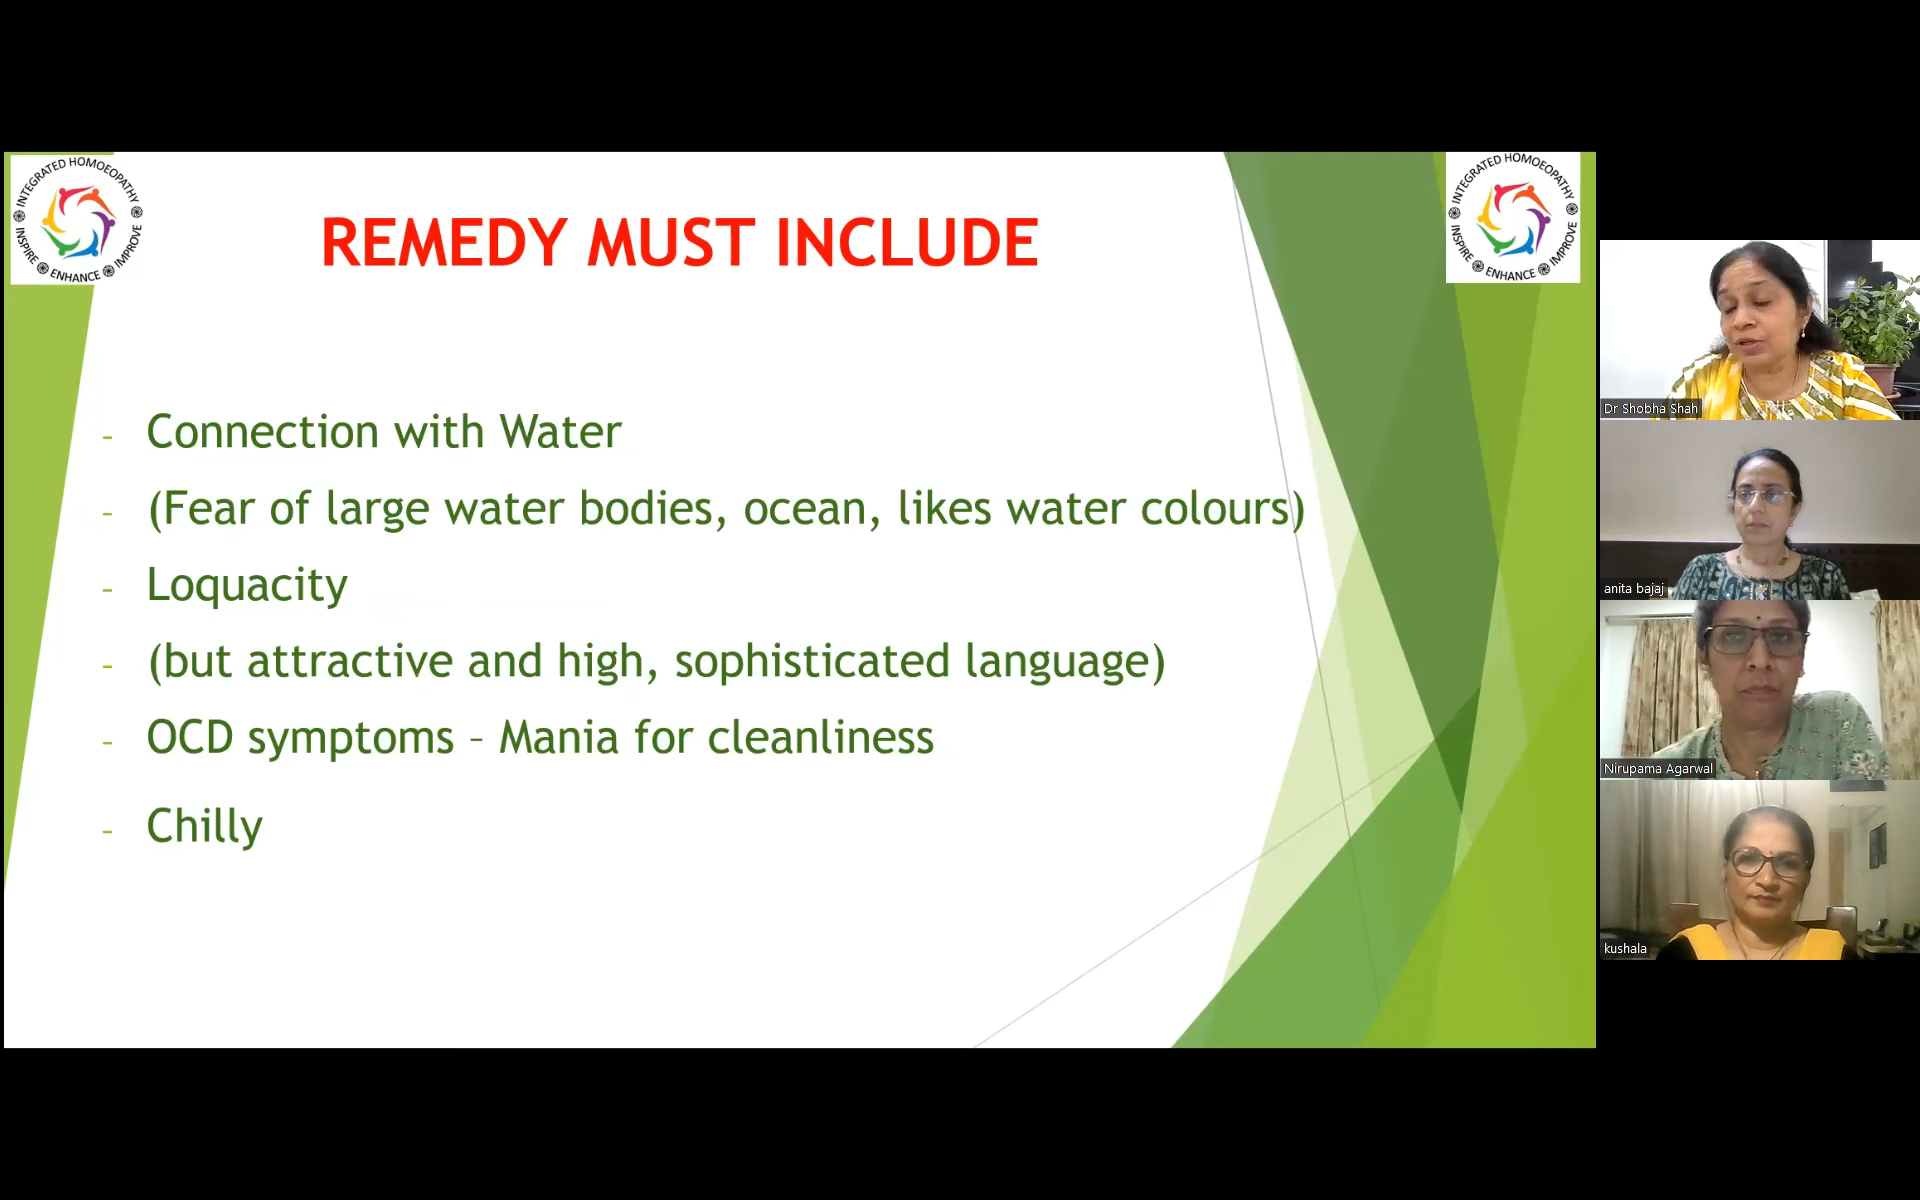 INTEGRATED HOMOEOPATHY
INSPIRE ENHANCE IMPROVE
INTEGRATED HOMOEOPATHY
INSPIRE ENHANCE IMPROVE
REMEDY MUST INCLUDE
- Connection with Water
- (Fear of large water bodies, ocean, likes water colours)
- Loquacity
- (but attractive and high, sophisticated language)
- OCD symptoms – Mania for cleanliness
- Chilly
Dr Shobha Shah
anita bajaj
Nirupama Agarwal
kushala